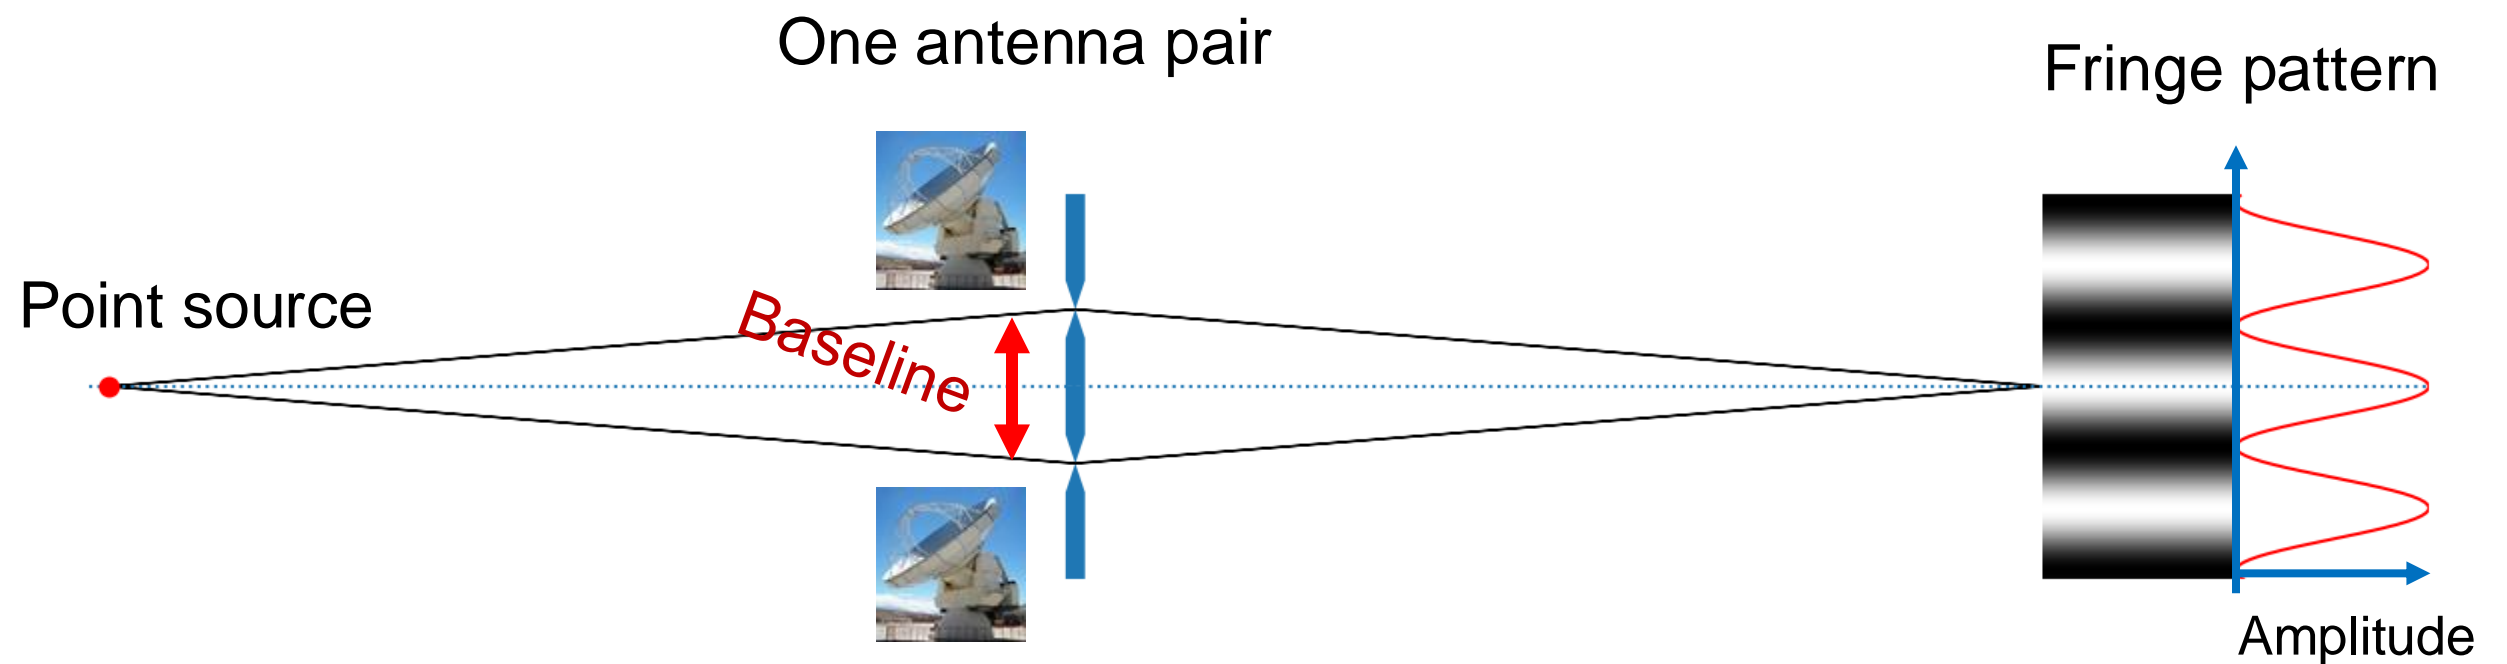 One antenna pair
Fringe pattern
Point source
Baseline
Amplitude